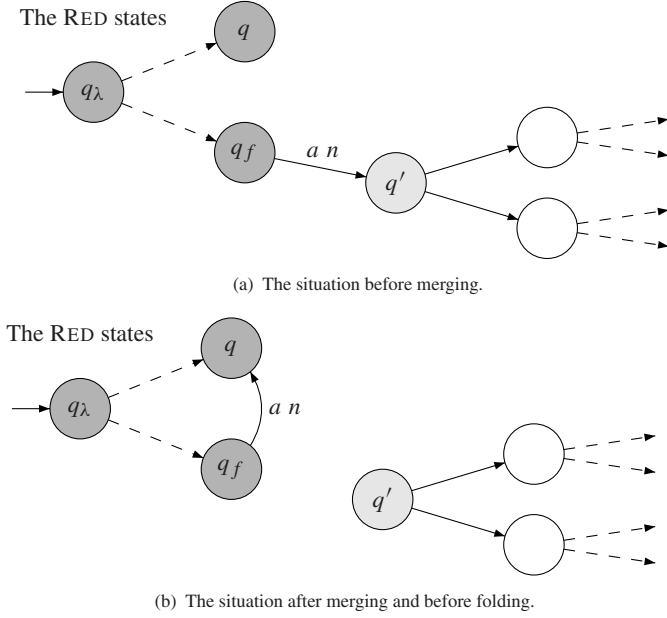 The RED states
q
q_λ
q_f
a n
q'
(a) The situation before merging.
The RED states
q
q_λ
a n
q_f
q'
(b) The situation after merging and before folding.